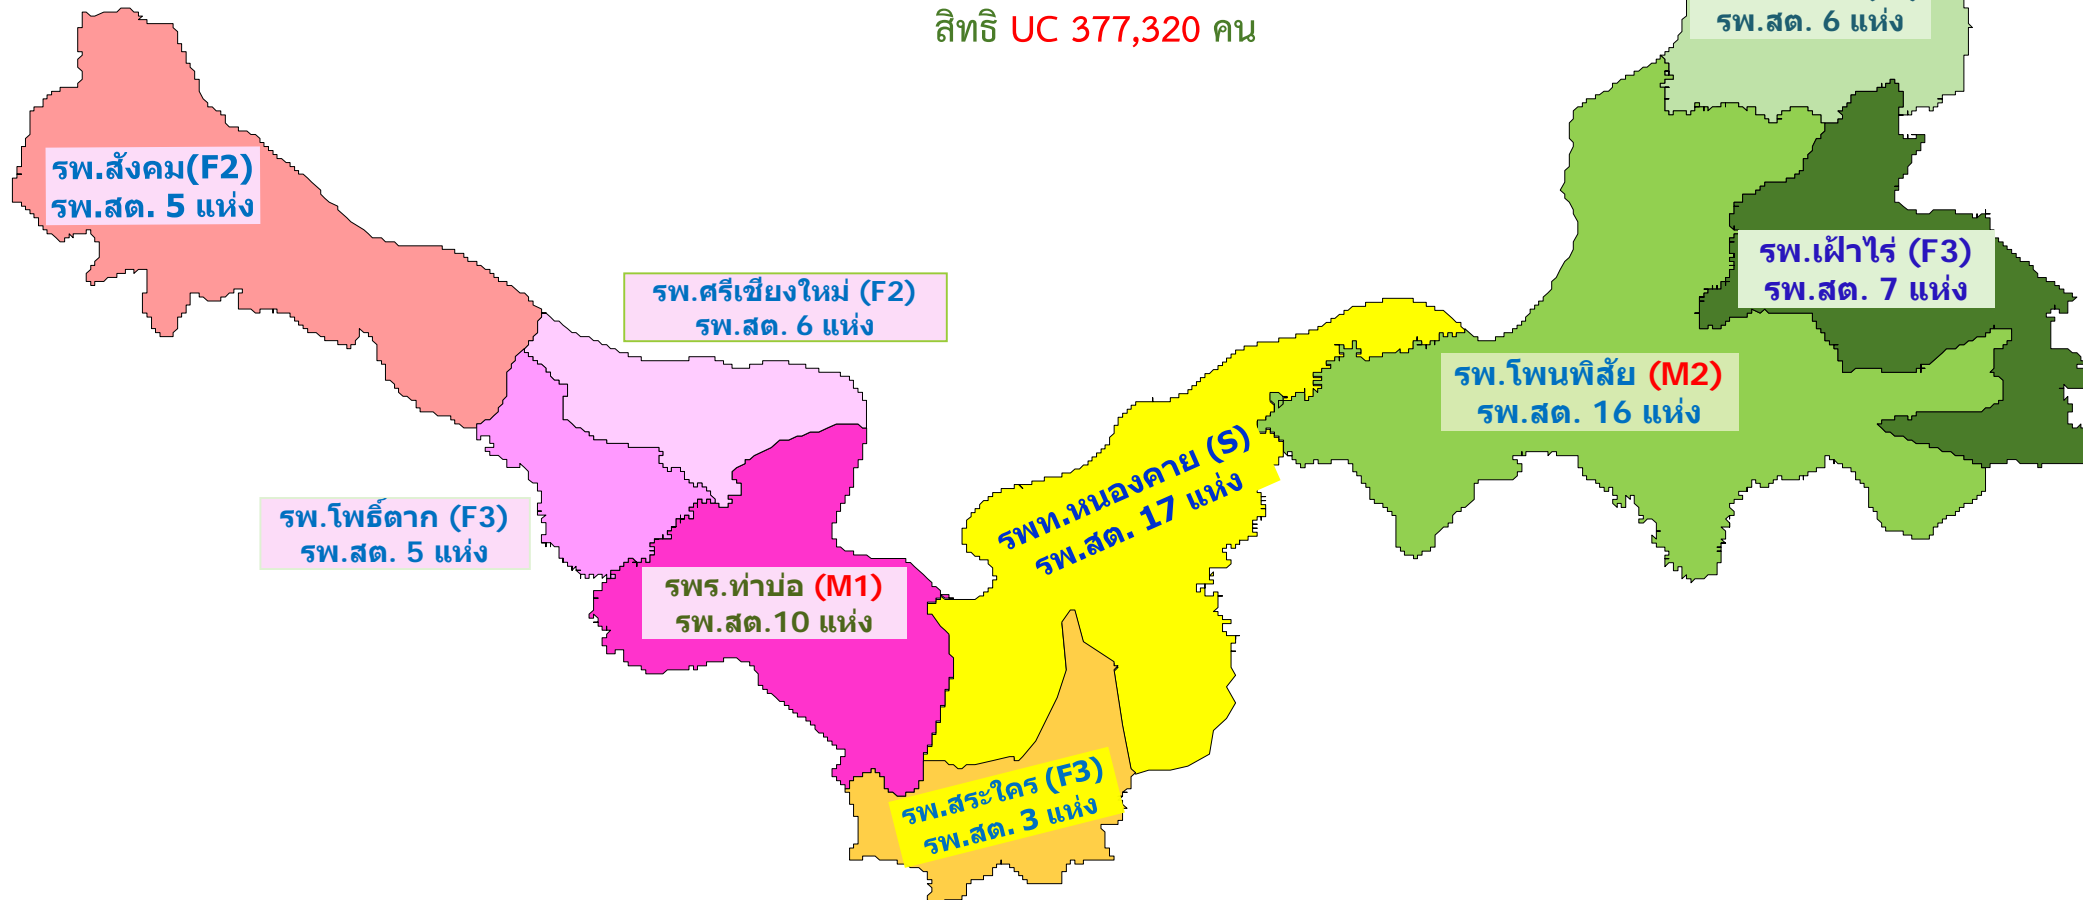 สิทธิ UC 377,320 คน
รพ.สต. 6 แห่ง
รพ.สังคม(F2)
รพ.สต. 5 แห่ง
รพ.ศรีเชียงใหม่ (F2)
รพ.สต. 6 แห่ง
รพ.เฝ้าไร่ (F3)
รพ.สต. 7 แห่ง
รพ.โพนพิสัย (M2)
รพ.สต. 16 แห่ง
รพท.หนองคาย (S)
รพ.สต. 17 แห่ง
รพ.โพธิ์ตาก (F3)
รพ.สต. 5 แห่ง
รพร.ท่าบ่อ (M1)
รพ.สต.10 แห่ง
รพ.สระใคร (F3)
รพ.สต. 3 แห่ง